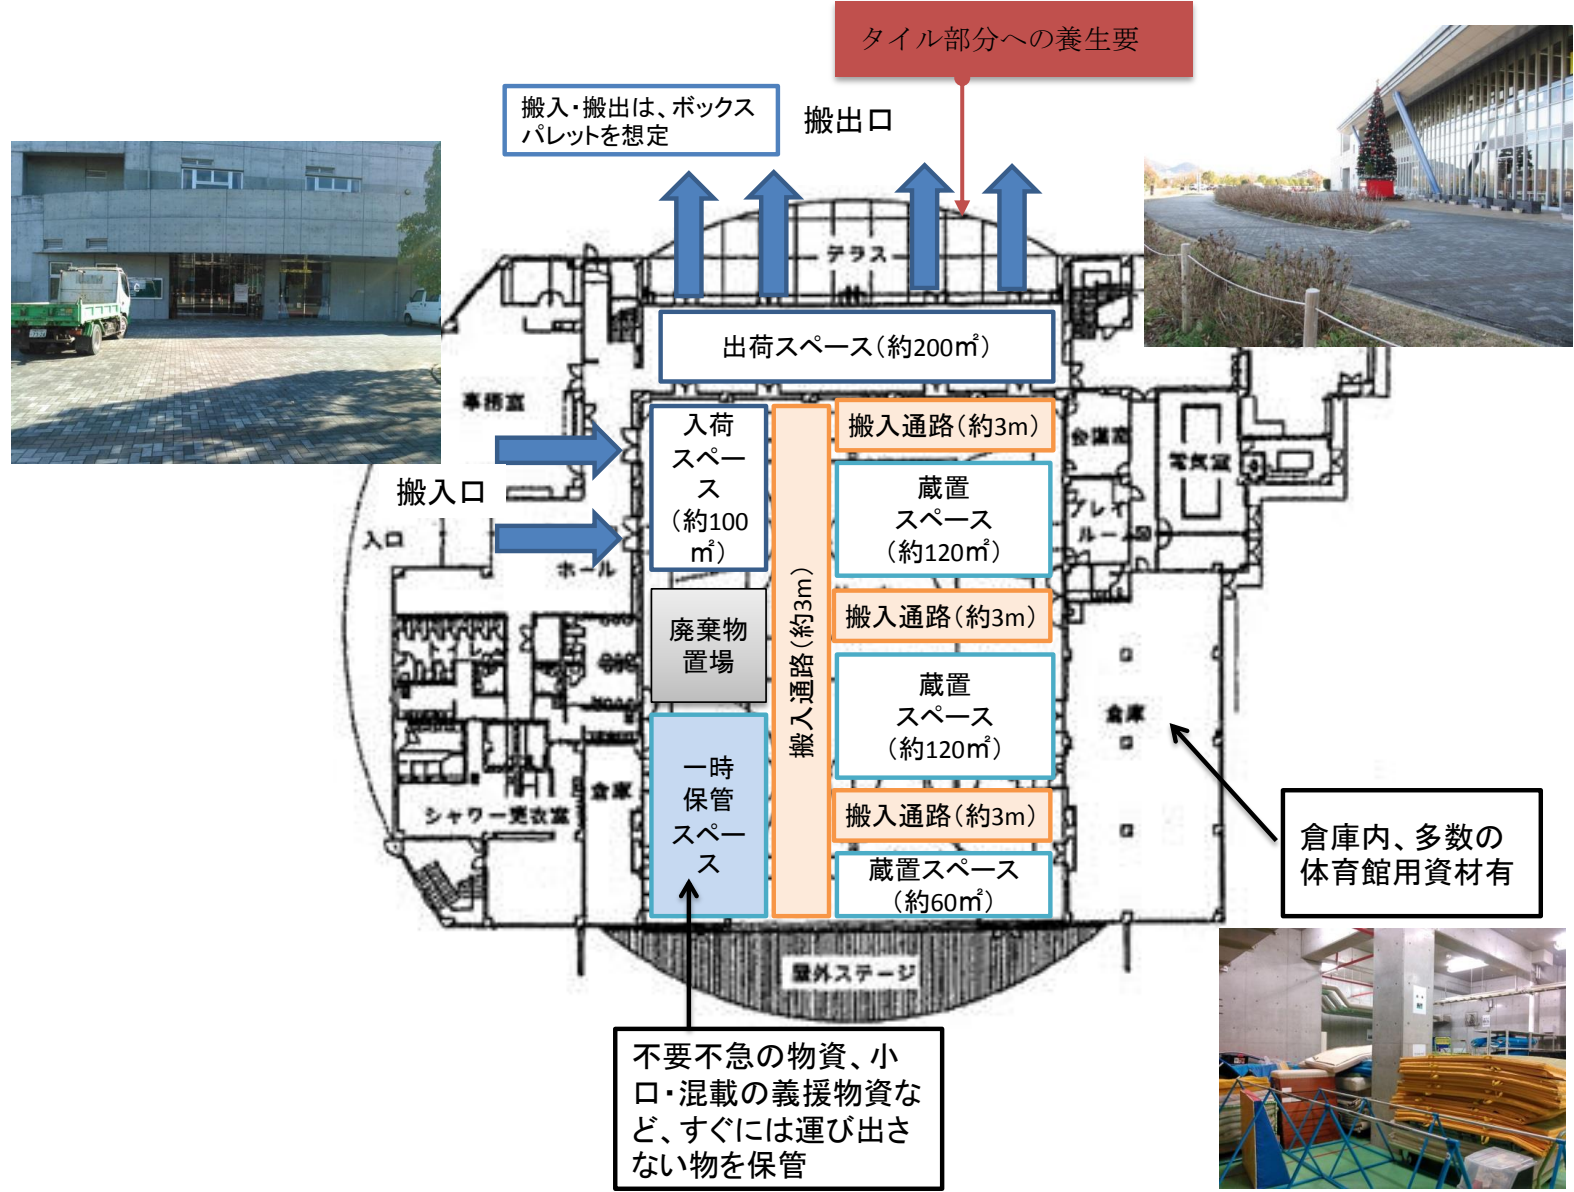 タイル部分への養生要
搬入・搬出は、ボックス
パレットを想定
搬出口
テラス
出荷スペース（約200㎡）
事務室
入荷
スペー
ス
（約100
㎡）
搬入通路（約3m）
搬入通路（約3m）
会議室
電気室
搬入口
蔵置
スペース
（約120㎡）
プレイ
ルーム
入口
ホール
廃棄物
置場
搬入通路（約3m）
蔵置
スペース
（約120㎡）
倉庫
一時
保管
スペー
ス
倉庫
シャワー更衣室
搬入通路（約3m）
蔵置スペース
（約60㎡）
倉庫内、多数の
体育館用資材有
屋外ステージ
不要不急の物資、小
口・混載の義援物資な
ど、すぐには運び出さ
ない物を保管